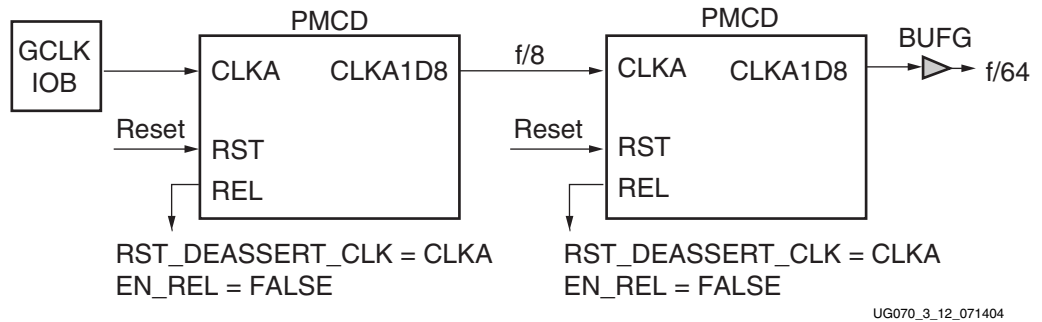 PMCD
PMCD
GCLK
IOB
BUFG
CLKA
CLKA1D8
f/8
CLKA
CLKA1D8
f/64
Reset
RST
Reset
RST
REL
REL
RST_DEASSERT_CLK = CLKA
EN_REL = FALSE
RST_DEASSERT_CLK = CLKA
EN_REL = FALSE
UG070_3_12_071404